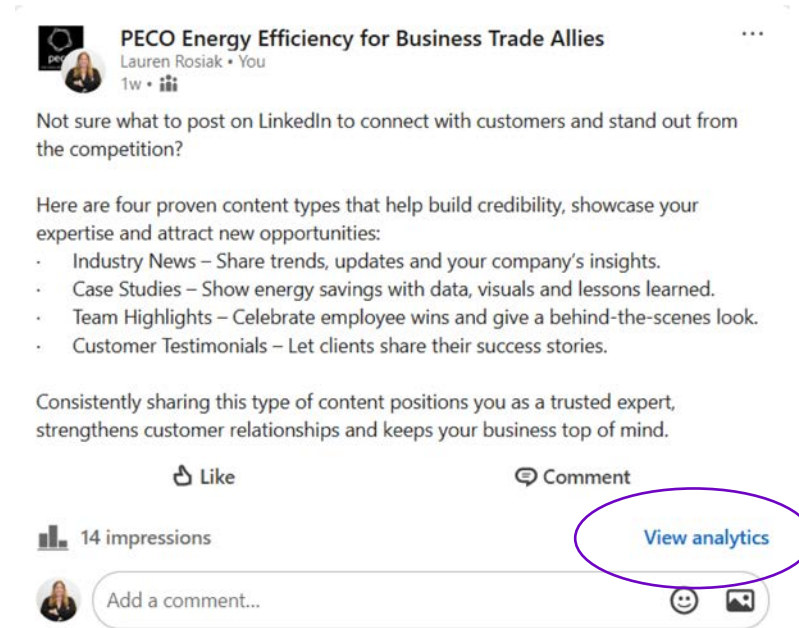 PECO Energy Efficiency for Business Trade Allies
Lauren Rosiak • You
1w •
Not sure what to post on LinkedIn to connect with customers and stand out from
the competition?
Here are four proven content types that help build credibility, showcase your
expertise and attract new opportunities:
· Industry News – Share trends, updates and your company's insights.
· Case Studies – Show energy savings with data, visuals and lessons learned.
· Team Highlights – Celebrate employee wins and give a behind-the-scenes look.
· Customer Testimonials – Let clients share their success stories.
Consistently sharing this type of content positions you as a trusted expert,
strengthens customer relationships and keeps your business top of mind.
Like Comment
14 impressions View analytics
Add a comment...